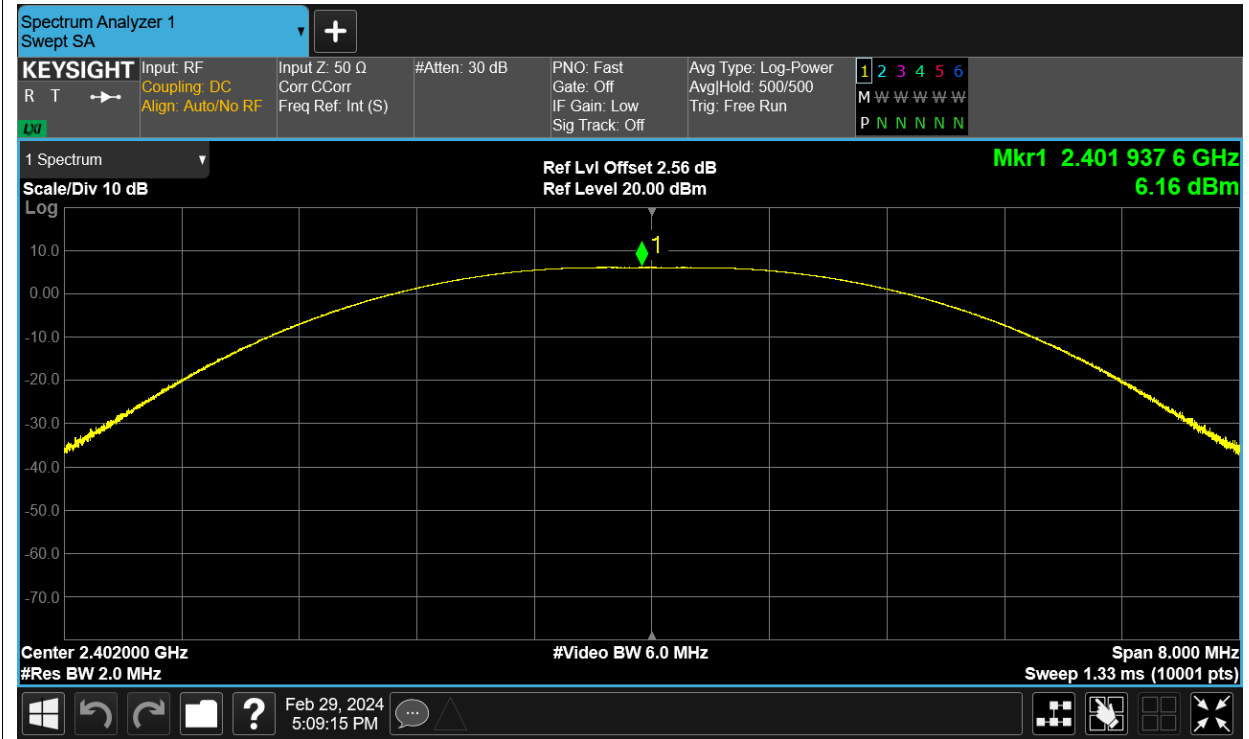 Spectrum Analyzer 1
Swept SA
KEYSIGHT
R T
LXI
Input: RF
Coupling: DC
Align: Auto/No RF
Input Z: 50 Ω
Corr CCorr
Freq Ref: Int (S)
#Atten: 30 dB
PNO: Fast
Gate: Off
IF Gain: Low
Sig Track: Off
Avg Type: Log-Power
Avg|Hold: 500/500
Trig: Free Run
1 2 3 4 5 6
M W W W W W
P N N N N N
1 Spectrum
Scale/Div 10 dB
Log
Ref Lvl Offset 2.56 dB
Ref Level 20.00 dBm
Mkr1 2.401 937 6 GHz
6.16 dBm
1
10.0
0.00
-10.0
-20.0
-30.0
-40.0
-50.0
-60.0
-70.0
Center 2.402000 GHz
#Video BW 6.0 MHz
Span 8.000 MHz
#Res BW 2.0 MHz
Sweep 1.33 ms (10001 pts)
?
Feb 29, 2024
5:09:15 PM